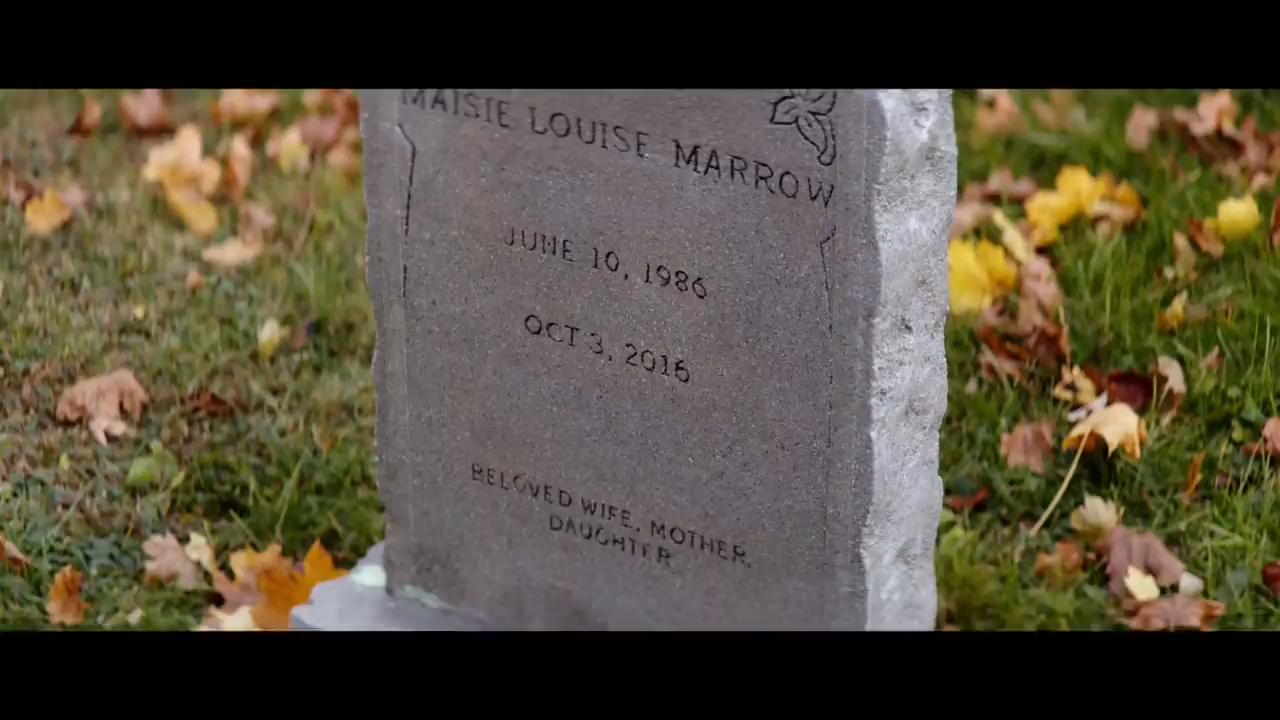 MAISIE LOUISE MARROW
JUNE 10, 1986
OCT 3, 2016
BELOVED WIFE, MOTHER,
DAUGHTER